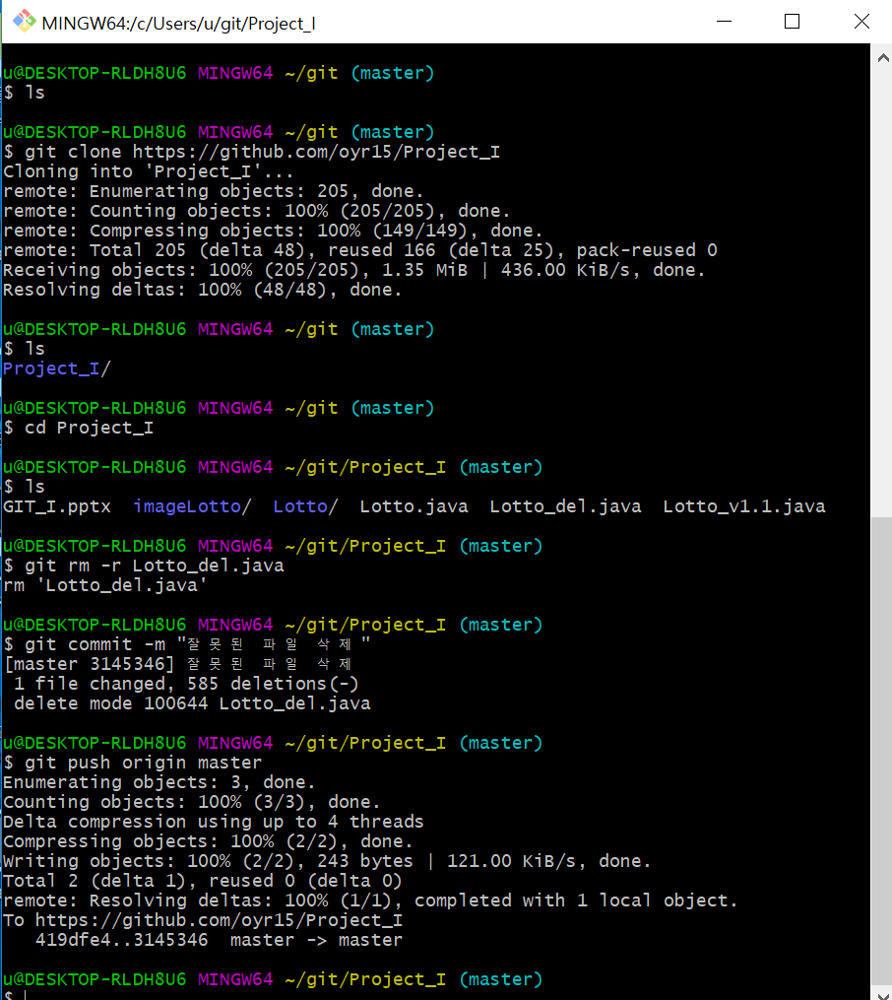 MINGW64:/c/Users/u/git/Project_I
u@DESKTOP-RLDH8U6 MINGW64 ~/git (master)
$ ls
u@DESKTOP-RLDH8U6 MINGW64 ~/git (master)
$ git clone https://github.com/oyr15/Project_I
Cloning into 'Project_I'...
remote: Enumerating objects: 205, done.
remote: Counting objects: 100% (205/205), done.
remote: Compressing objects: 100% (149/149), done.
remote: Total 205 (delta 48), reused 166 (delta 25), pack-reused 0
Receiving objects: 100% (205/205), 1.35 MiB | 436.00 KiB/s, done.
Resolving deltas: 100% (48/48), done.
u@DESKTOP-RLDH8U6 MINGW64 ~/git (master)
$ ls
Project_I/
u@DESKTOP-RLDH8U6 MINGW64 ~/git (master)
$ cd Project_I
u@DESKTOP-RLDH8U6 MINGW64 ~/git/Project_I (master)
$ ls
GIT_I.pptx  imageLotto/  Lotto/  Lotto.java  Lotto_del.java  Lotto_v1.1.java
u@DESKTOP-RLDH8U6 MINGW64 ~/git/Project_I (master)
$ git rm -r Lotto_del.java
rm 'Lotto_del.java'
u@DESKTOP-RLDH8U6 MINGW64 ~/git/Project_I (master)
$ git commit -m "잘못된 파일 삭제"
[master 3145346] 잘못된 파일 삭제
1 file changed, 585 deletions(-)
delete mode 100644 Lotto_del.java
u@DESKTOP-RLDH8U6 MINGW64 ~/git/Project_I (master)
$ git push origin master
Enumerating objects: 3, done.
Counting objects: 100% (3/3), done.
Delta compression using up to 4 threads
Compressing objects: 100% (2/2), done.
Writing objects: 100% (2/2), 243 bytes | 121.00 KiB/s, done.
Total 2 (delta 1), reused 0 (delta 0)
remote: Resolving deltas: 100% (1/1), completed with 1 local object.
To https://github.com/oyr15/Project_I
419dfe4..3145346  master -> master
u@DESKTOP-RLDH8U6 MINGW64 ~/git/Project_I (master)
$